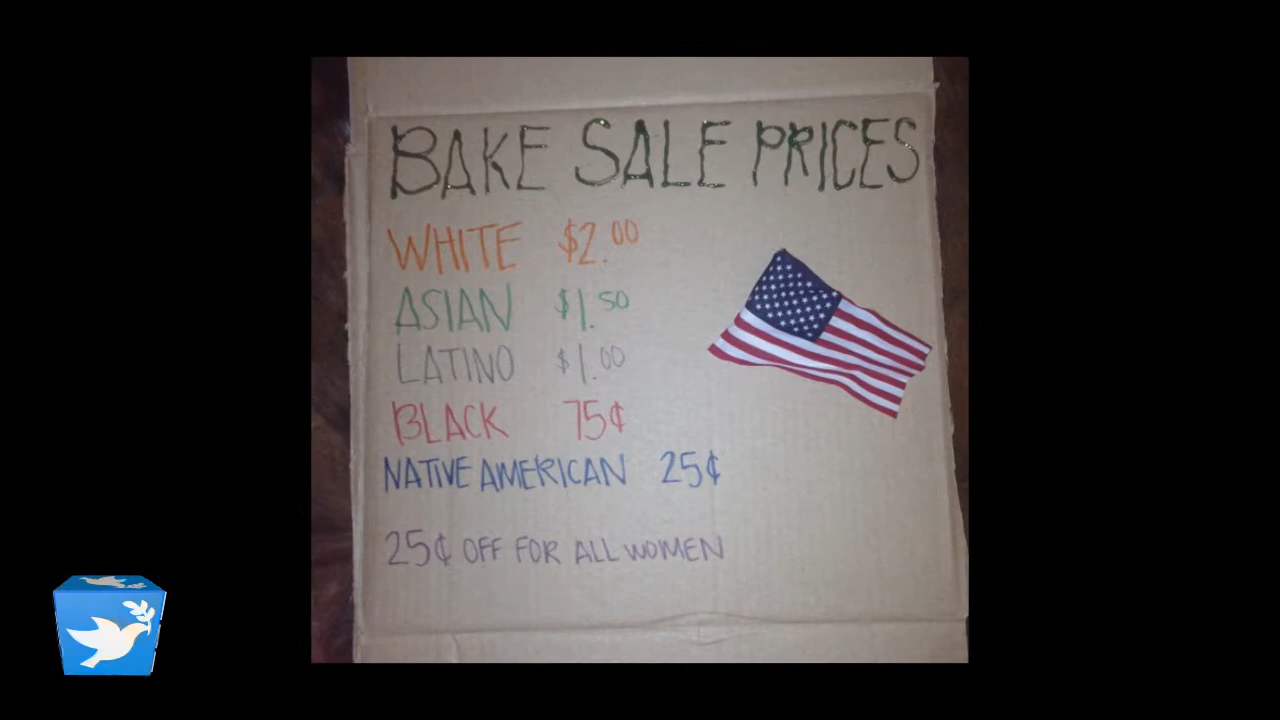 BAKE SALE PRICES
WHITE $2.00
ASIAN $1.50
LATINO $1.00
BLACK 75¢
NATIVE AMERICAN 25¢
25¢ OFF FOR ALL WOMEN